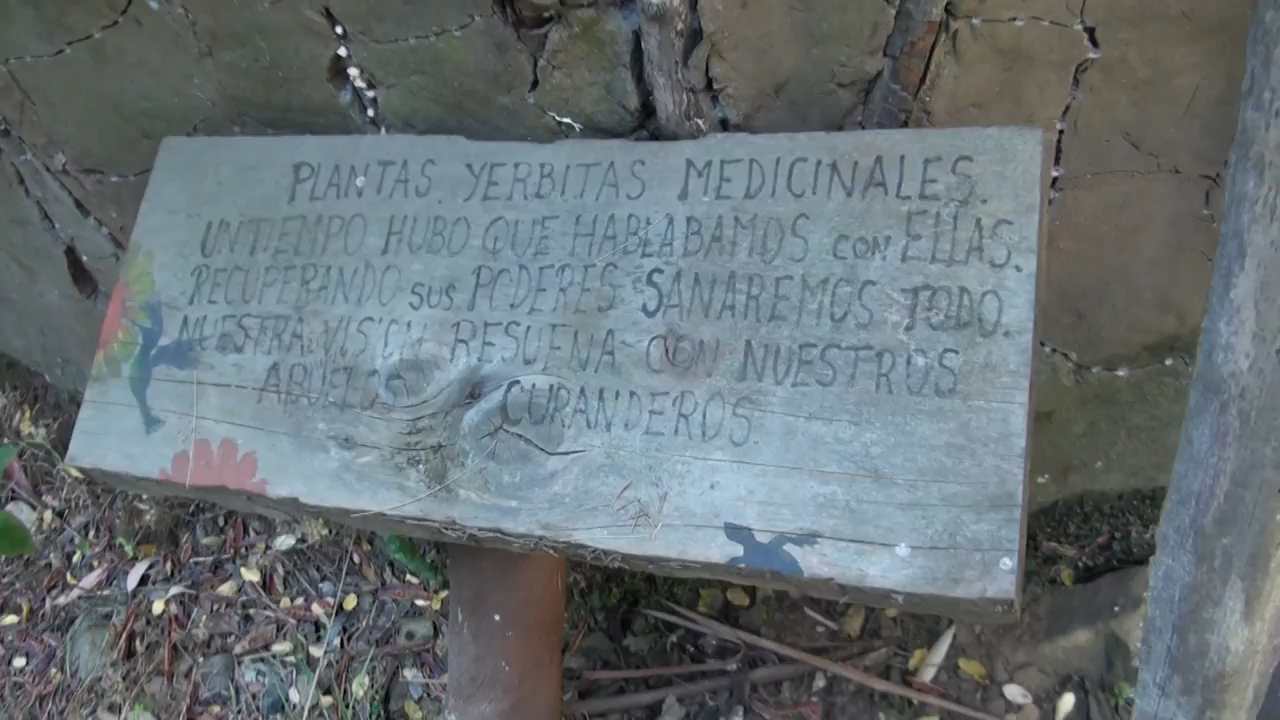 PLANTAS. YERBITAS MEDICINALES.
UN TIEMPO HUBO QUE HABLABAMOS CON ELLAS.
RECUPERANDO SUS PODERES SANAREMOS TODO.
NUESTRA VISION RESUENA CON NUESTROS
ABUELOS CURANDEROS.